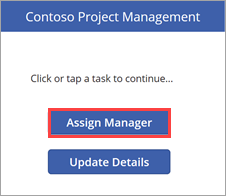 Contoso Project Management
Click or tap a task to continue...
Assign Manager
Update Details